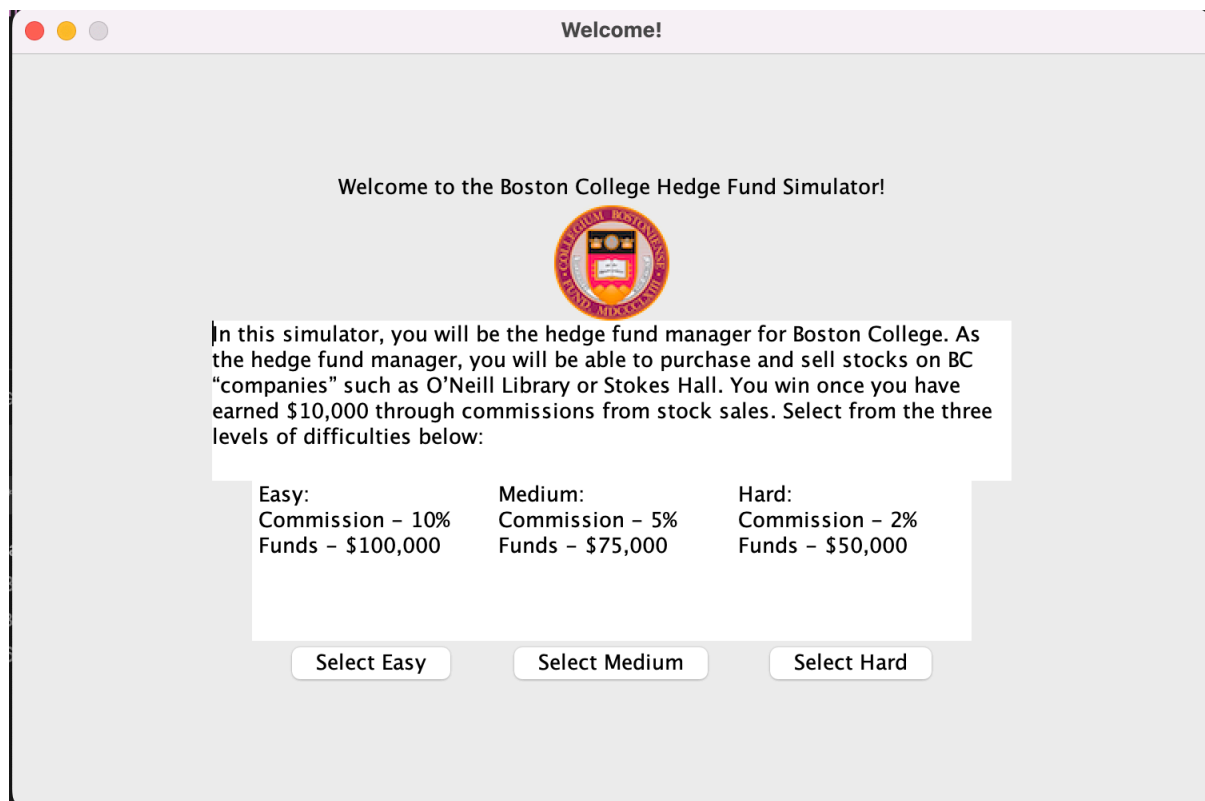 Welcome!
Welcome to the Boston College Hedge Fund Simulator!
COLLEGIUM BOSTONIENSE
FUND. MDCCCLXIII
In this simulator, you will be the hedge fund manager for Boston College. As
the hedge fund manager, you will be able to purchase and sell stocks on BC
“companies” such as O’Neill Library or Stokes Hall. You win once you have
earned $10,000 through commissions from stock sales. Select from the three
levels of difficulties below:
Easy: Medium: Hard:
Commission – 10% Commission – 5% Commission – 2%
Funds – $100,000 Funds – $75,000 Funds – $50,000
Select Easy Select Medium Select Hard